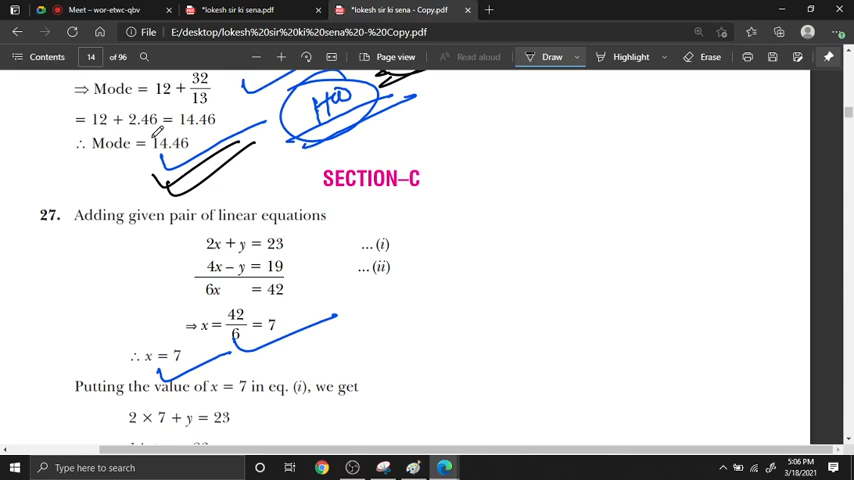 Meet – wor-etwc-qbv
*lokesh sir ki sena.pdf
*lokesh sir ki sena - Copy.pdf
File | E:/desktop/lokesh%20sir%20ki%20sena%20-%20Copy.pdf
Contents 14 of 96 Page view Read aloud Draw Highlight Erase
⇒ Mode = 12 + 32/13
= 12 + 2.46 = 14.46
∴ Mode = 14.46
SECTION–C
27. Adding given pair of linear equations
2x + y = 23 ...(i)
4x – y = 19 ...(ii)
6x = 42
⇒ x = 42/6 = 7
∴ x = 7
Putting the value of x = 7 in eq. (i), we get
2 × 7 + y = 23
Type here to search
5:06 PM
3/18/2021